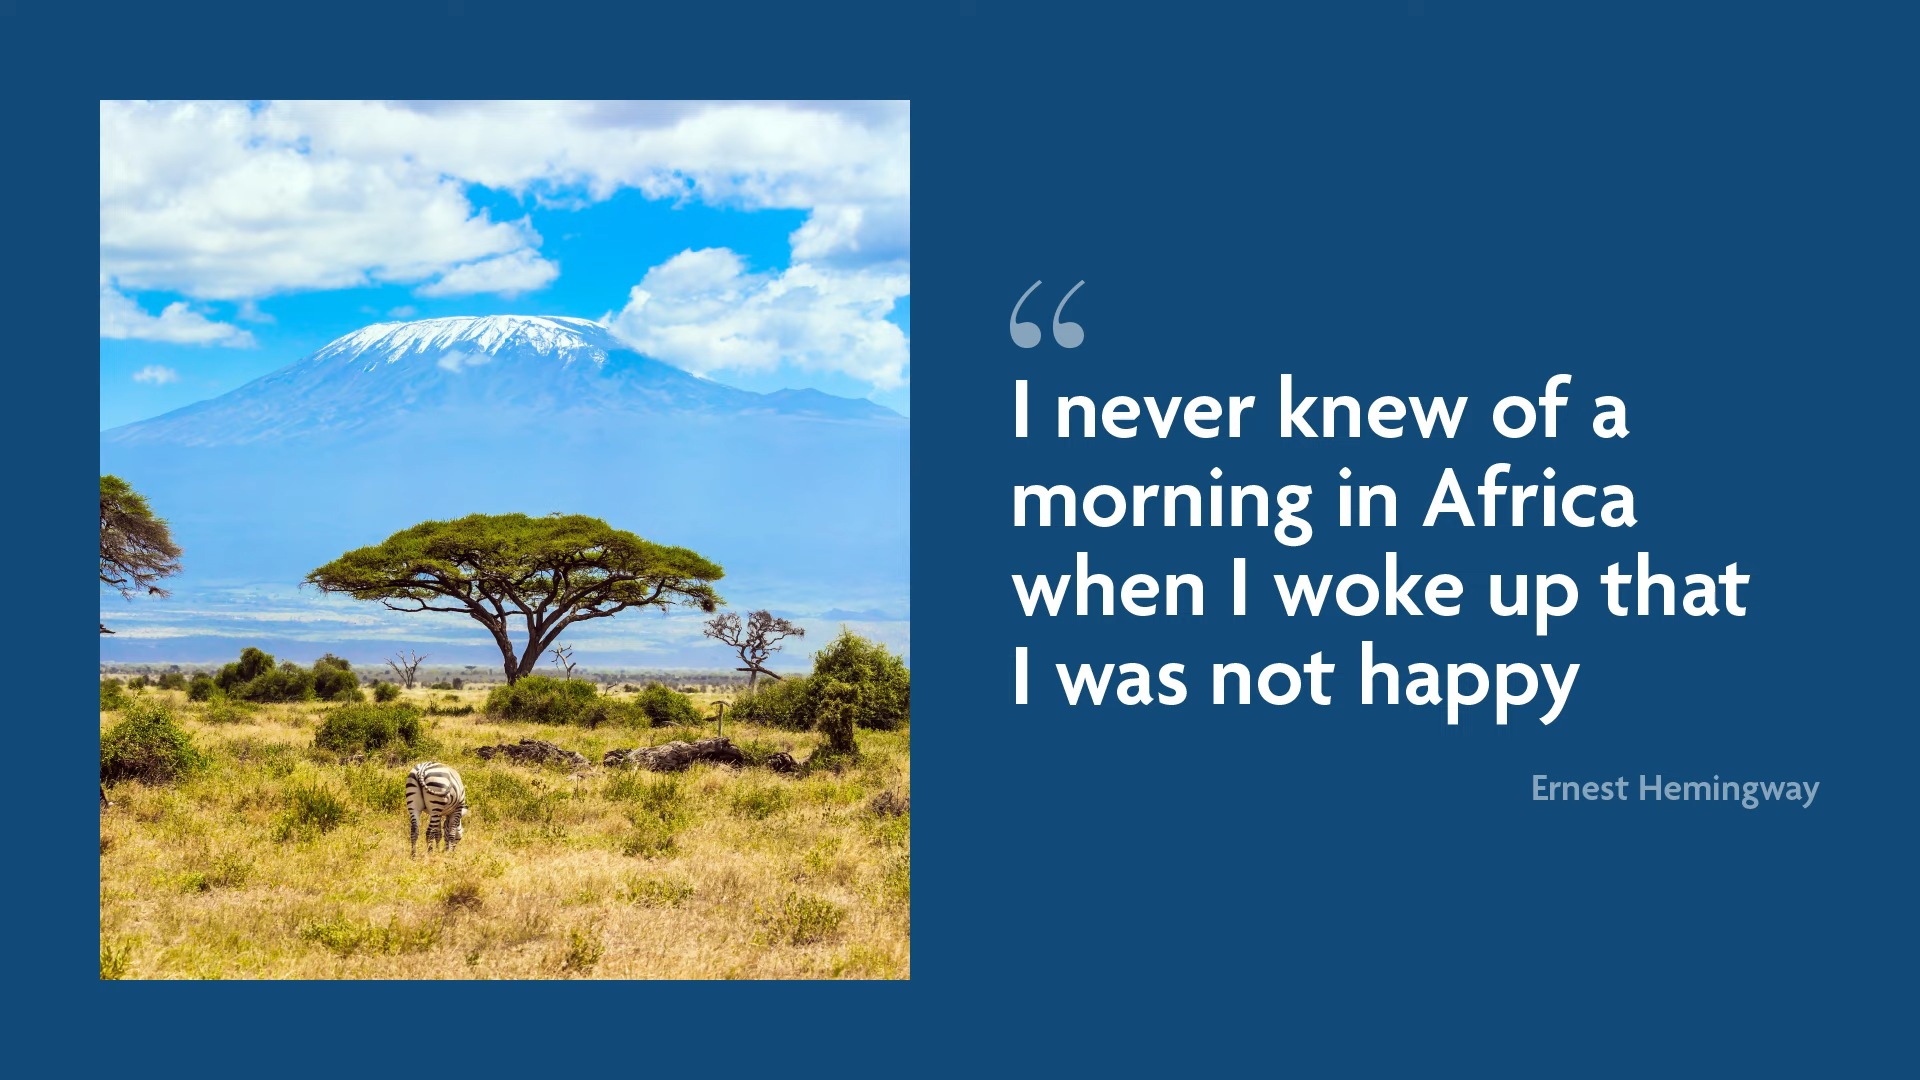 “
I never knew of a
morning in Africa
when I woke up that
I was not happy
Ernest Hemingway